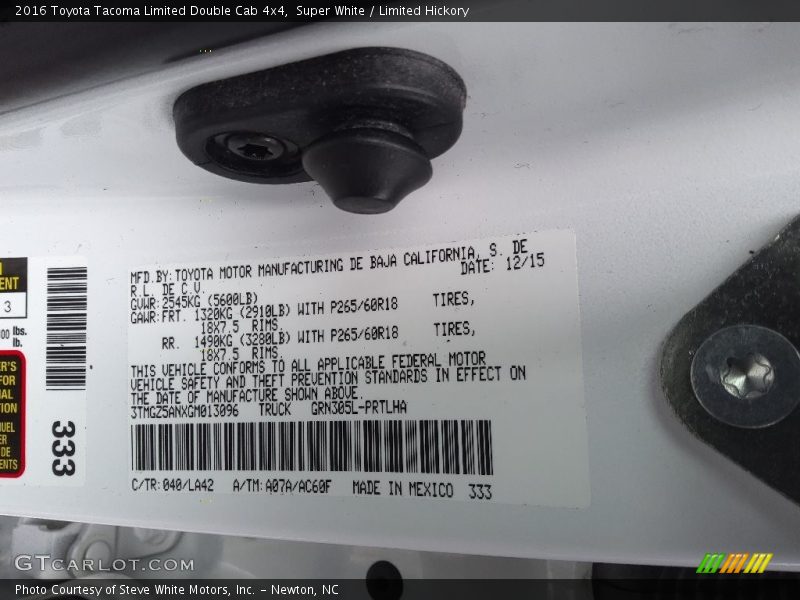 2016 Toyota Tacoma Limited Double Cab 4x4, Super White / Limited Hickory
MFD.BY:TOYOTA MOTOR MANUFACTURING DE BAJA CALIFORNIA, S. DE
R.L. DE C.V. DATE: 12/15
GVWR:2545KG (5600LB)
GAWR:FRT. 1320KG (2910LB) WITH P265/60R18 TIRES,
18X7.5 RIMS,
RR. 1490KG (3280LB) WITH P265/60R18 TIRES,
18X7.5 RIMS,
THIS VEHICLE CONFORMS TO ALL APPLICABLE FEDERAL MOTOR
VEHICLE SAFETY AND THEFT PREVENTION STANDARDS IN EFFECT ON
THE DATE OF MANUFACTURE SHOWN ABOVE.
3TMGZ5ANXGM013096 TRUCK GRN305L-PRTLHA
C/TR:040/LA42 A/TM:A07A/AC60F MADE IN MEXICO 333
3
lbs.
lb.
333
GTCARLOT.COM
Photo Courtesy of Steve White Motors, Inc. – Newton, NC